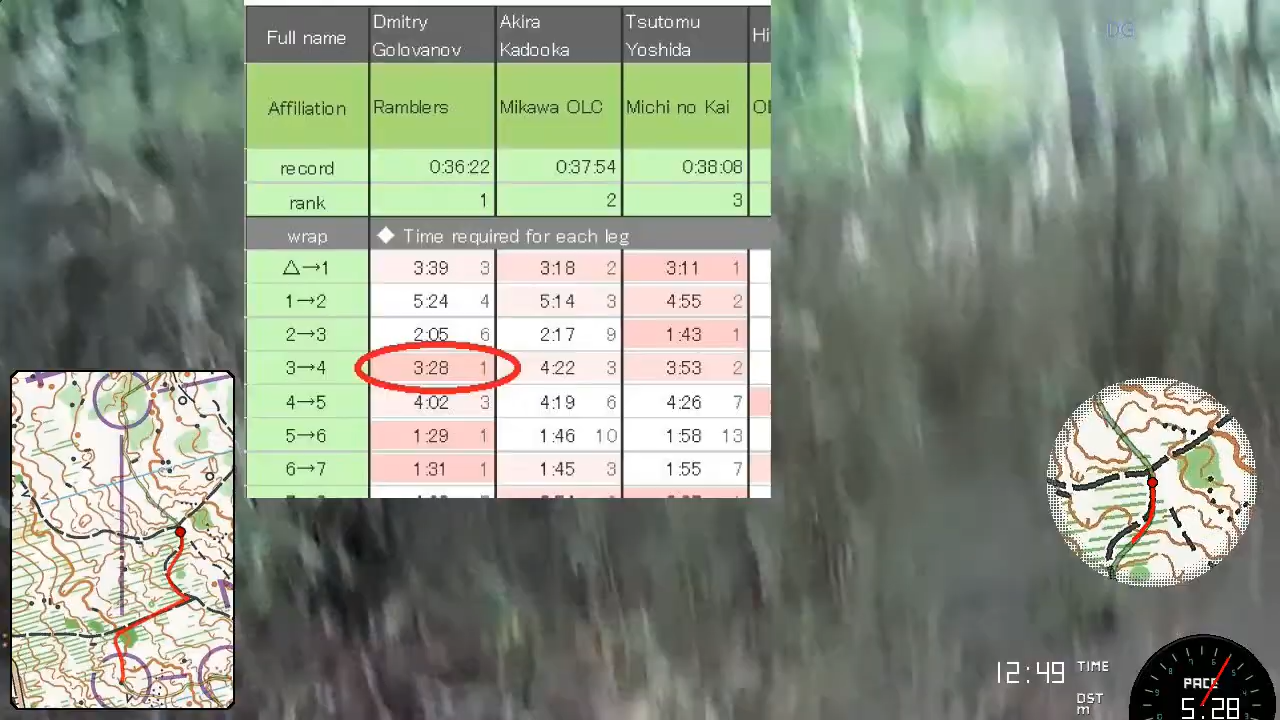 DG
Full name Dmitry Golovanov Akira Kadooka Tsutomu Yoshida Hi
Affiliation Ramblers Mikawa OLC Michi no Kai
record 0:36:22 0:37:54 0:38:08
rank 1 2 3
wrap ◆ Time required for each leg
△→1 3:39 3 3:18 2 3:11 1
1→2 5:24 4 5:14 3 4:55 2
2→3 2:05 6 2:17 9 1:43 1
3→4 3:28 1 4:22 3 3:53 2
4→5 4:02 3 4:19 6 4:26 7
5→6 1:29 1 1:46 10 1:58 13
6→7 1:31 1 1:45 3 1:55 7
12:49 TIME
DST
m
PACE
5:28